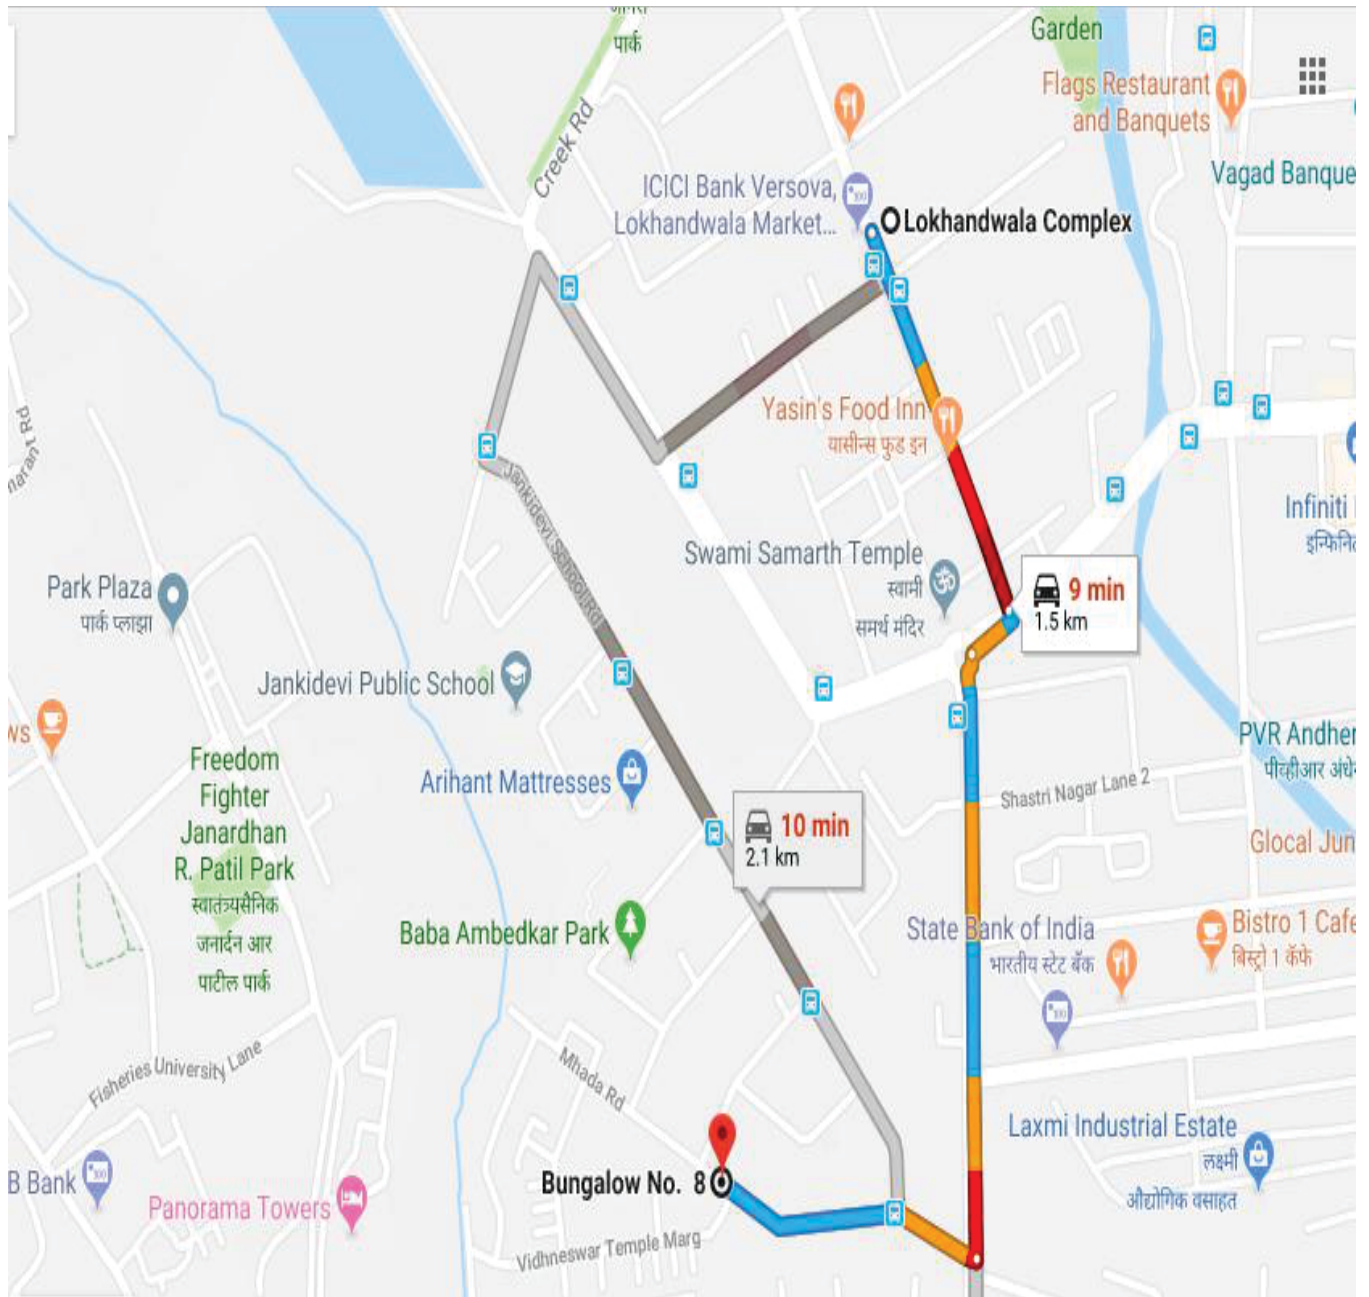 पार्क
Garden
Flags Restaurant
and Banquets
Creek Rd
Vagad Banque
ICICI Bank Versova,
Lokhandwala Market...
Lokhandwala Complex
Yasin's Food Inn
यासीन्स फुड इन
Infiniti
Jankidevi School Rd
Swami Samarth Temple
स्वामी
समर्थ मंदिर
9 min
1.5 km
Park Plaza
पार्क प्लाझा
Jankidevi Public School
ws
Freedom
Fighter
Janardhan
R. Patil Park
स्वातंत्र्यसैनिक
जनार्दन आर
पाटील पार्क
Arihant Mattresses
PVR Andher
पीव्हीआर अंधे
Shastri Nagar Lane 2
10 min
2.1 km
Glocal Jun
Baba Ambedkar Park
State Bank of India
भारतीय स्टेट बँक
Bistro 1 Cafe
बिस्ट्रो 1 कॅफे
Fisheries University Lane
Mhada Rd
Laxmi Industrial Estate
लक्ष्मी
औद्योगिक वसाहत
B Bank
Panorama Towers
Bungalow No. 8
Vidhneswar Temple Marg